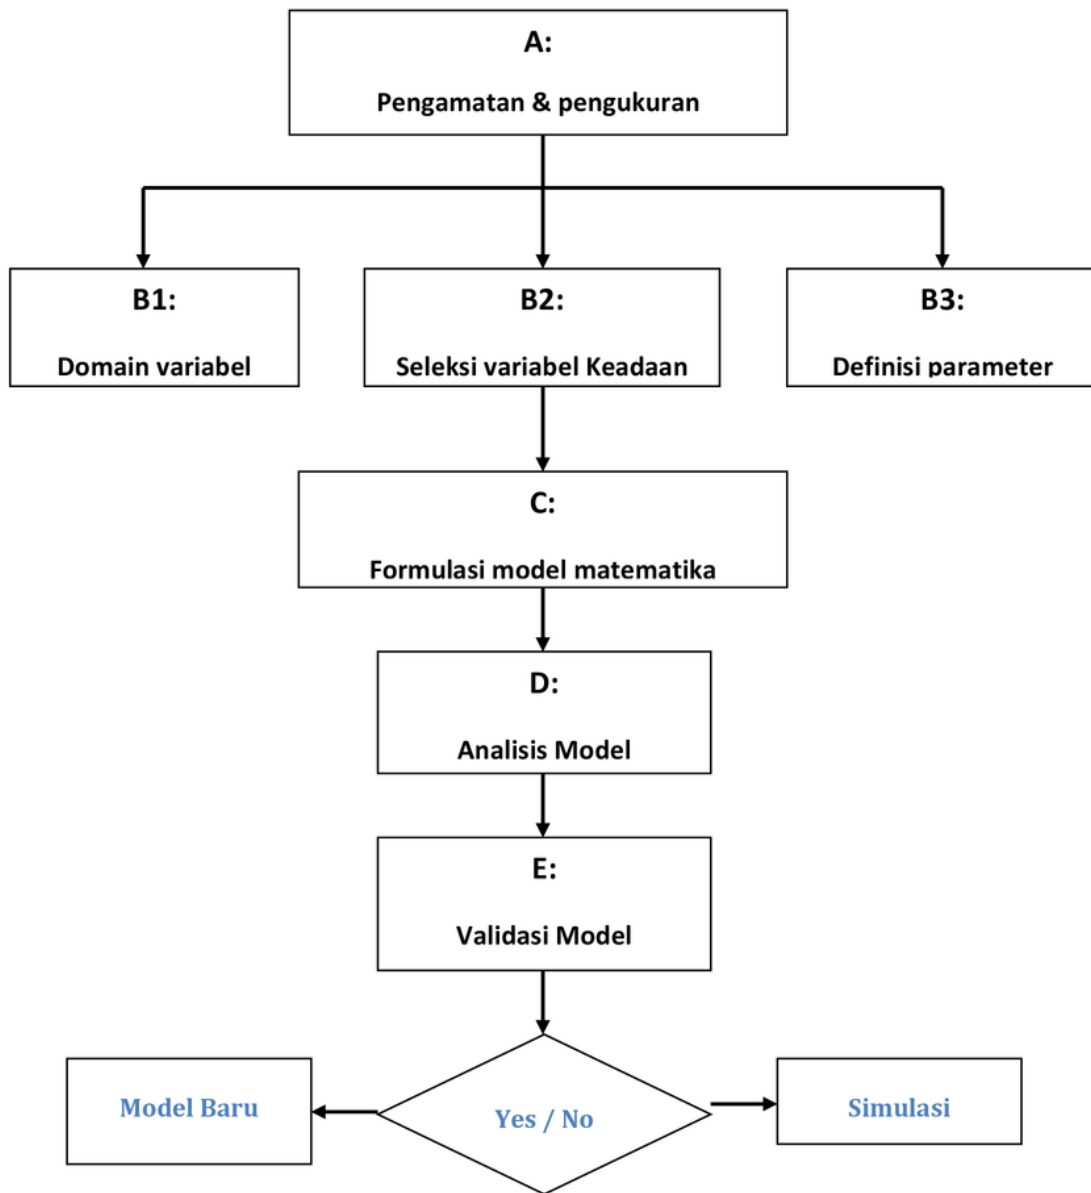 A:
Pengamatan & pengukuran
B1:
Domain variabel
B2:
Seleksi variabel Keadaan
B3:
Definisi parameter
C:
Formulasi model matematika
D:
Analisis Model
E:
Validasi Model
Model Baru
Yes / No
Simulasi